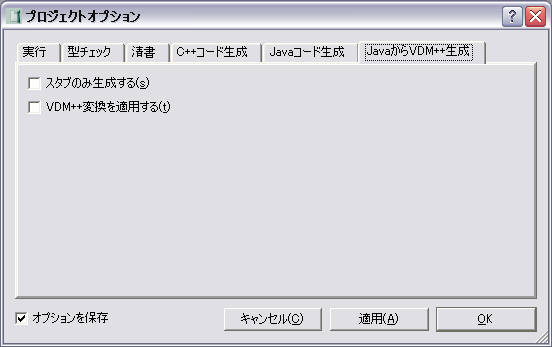 プロジェクトオプション
実行 型チェック 清書 C++コード生成 Javaコード生成 JavaからVDM++生成
スタブのみ生成する(s)
VDM++変換を適用する(t)
オプションを保存 キャンセル(C) 適用(A) OK